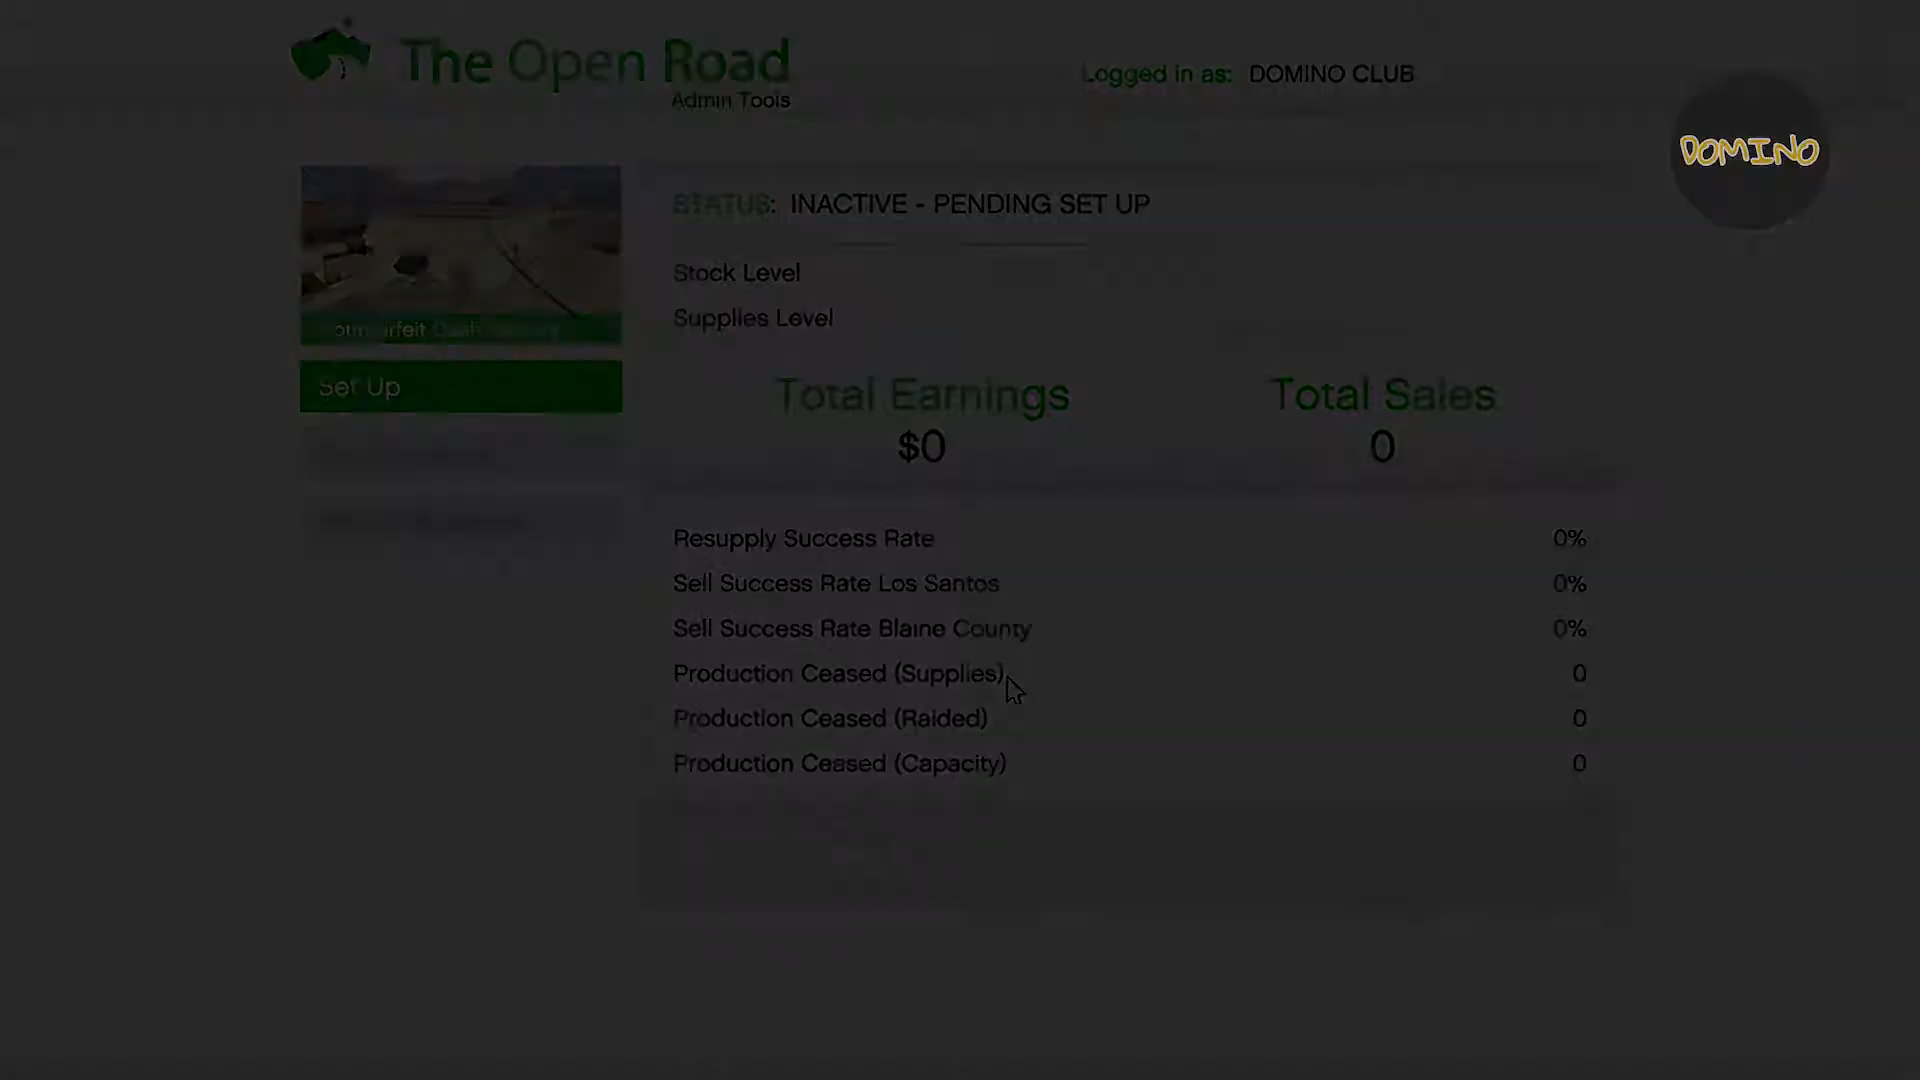 The Open Road
Admin Tools
Logged in as: DOMINO CLUB
DOMINO
STATUS: INACTIVE - PENDING SET UP
Stock Level
Supplies Level
Set Up
Total Earnings
$0
Total Sales
0
Resupply Success Rate 0%
Sell Success Rate Los Santos 0%
Sell Success Rate Blaine County 0%
Production Ceased (Supplies) 0
Production Ceased (Raided) 0
Production Ceased (Capacity) 0